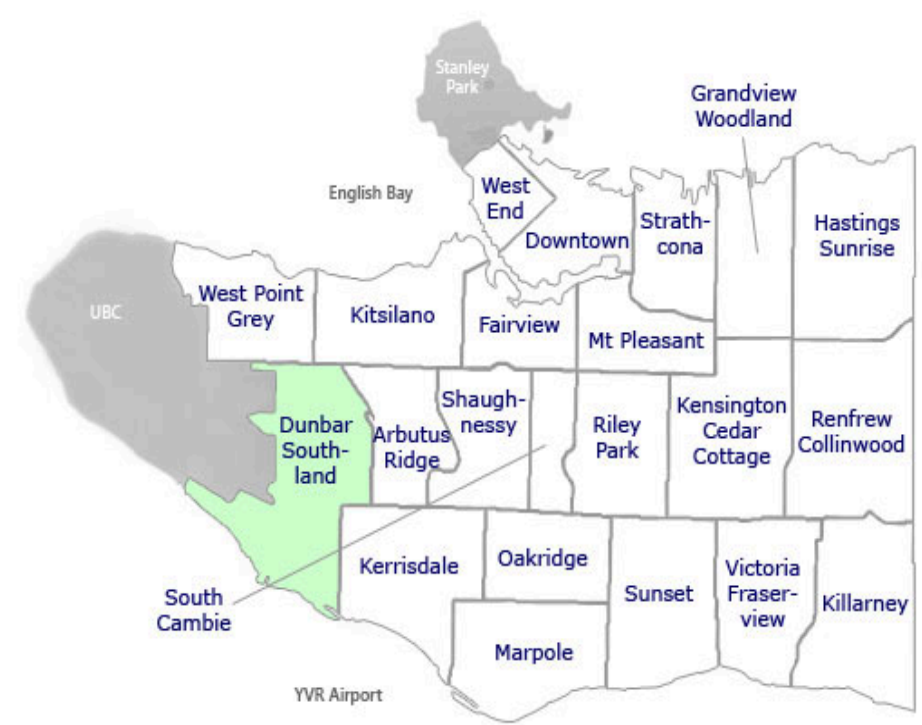 Stanley
Park
Grandview
Woodland
English Bay
West
End
Downtown
Strath-
cona
Hastings
Sunrise
UBC
West Point
Grey
Kitsilano
Fairview
Mt Pleasant
Dunbar
South-
land
Arbutus
Ridge
Shaugh-
nessy
Riley
Park
Kensington
Cedar
Cottage
Renfrew
Collinwood
South
Cambie
Kerrisdale
Oakridge
Marpole
Sunset
Victoria
Fraser-
view
Killarney
YVR Airport